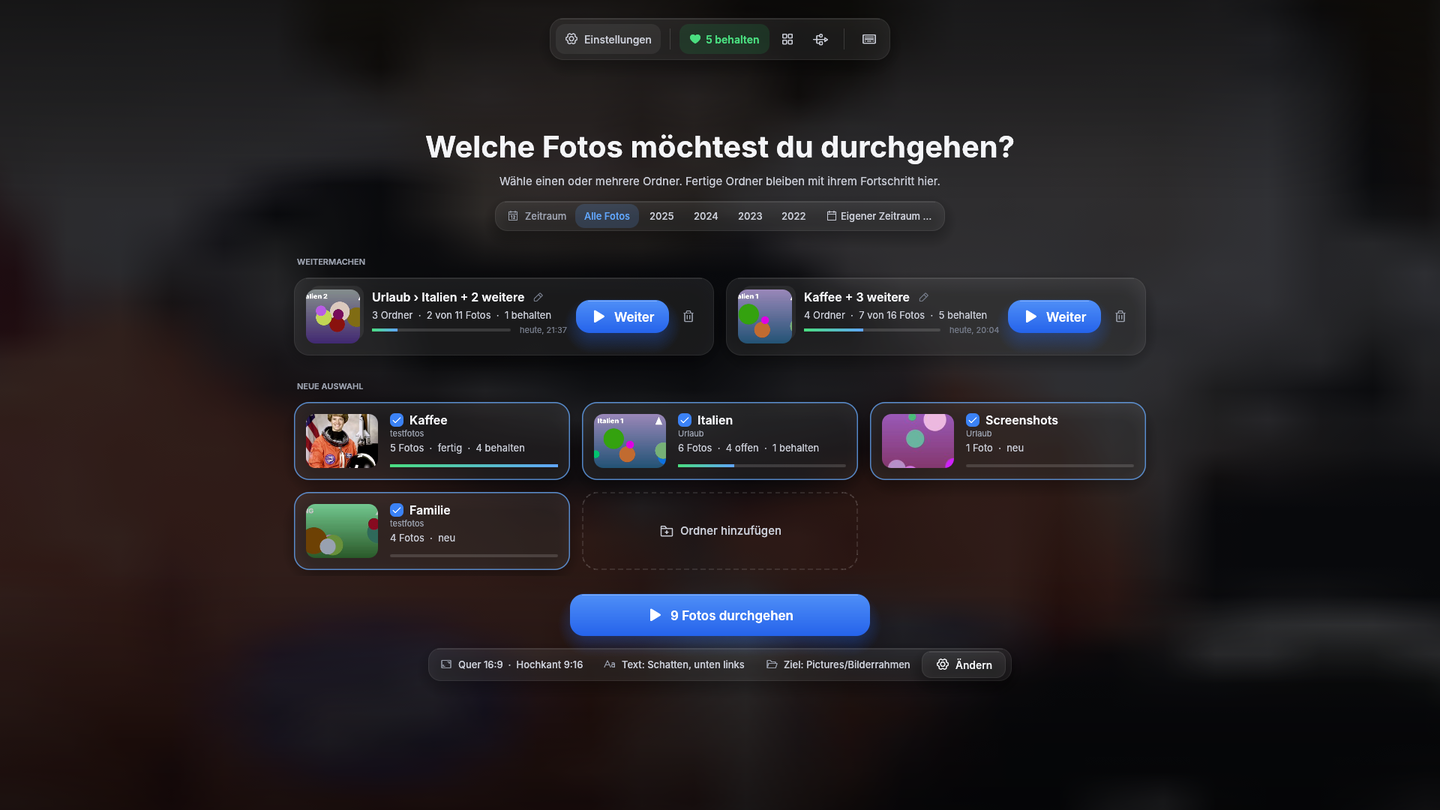 Einstellungen
5 behalten
Welche Fotos möchtest du durchgehen?
Wähle einen oder mehrere Ordner. Fertige Ordner bleiben mit ihrem Fortschritt hier.
Zeitraum Alle Fotos 2025 2024 2023 2022 Eigener Zeitraum ...
WEITERMACHEN
alien 2
Urlaub › Italien + 2 weitere
3 Ordner · 2 von 11 Fotos · 1 behalten
heute, 21:37
Weiter
alien 1
Kaffee + 3 weitere
4 Ordner · 7 von 16 Fotos · 5 behalten
heute, 20:04
Weiter
NEUE AUSWAHL
Kaffee
testfotos
5 Fotos · fertig · 4 behalten
Italien 1
Italien
Urlaub
6 Fotos · 4 offen · 1 behalten
Screenshots
Urlaub
1 Foto · neu
Familie
testfotos
4 Fotos · neu
Ordner hinzufügen
9 Fotos durchgehen
Quer 16:9 · Hochkant 9:16
Aa Text: Schatten, unten links
Ziel: Pictures/Bilderrahmen
Ändern